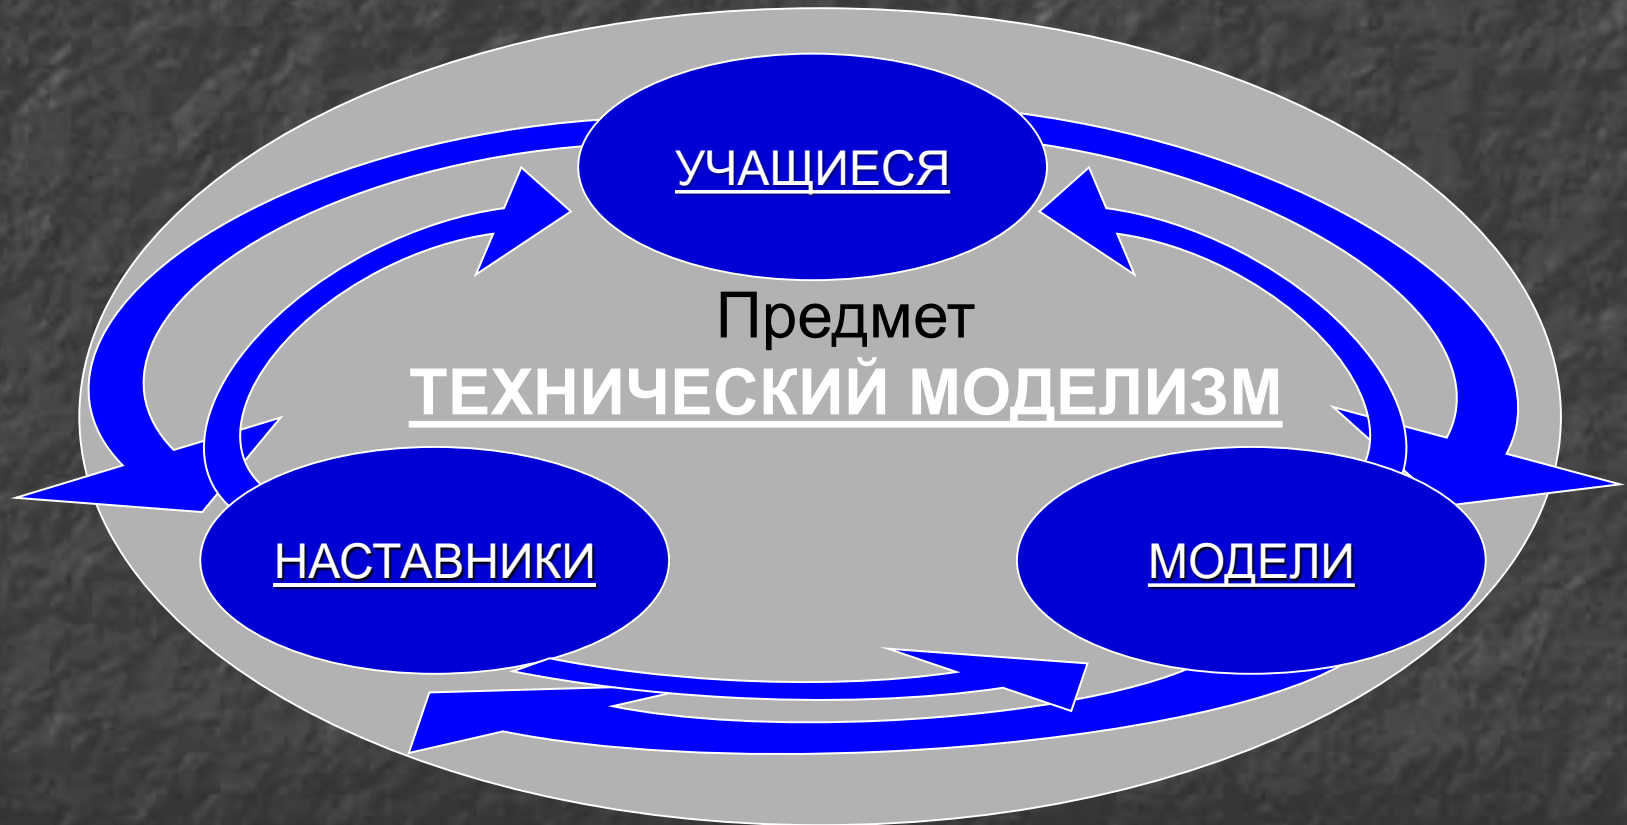 УЧАЩИЕСЯ
Предмет
ТЕХНИЧЕСКИЙ МОДЕЛИЗМ
НАСТАВНИКИ
МОДЕЛИ